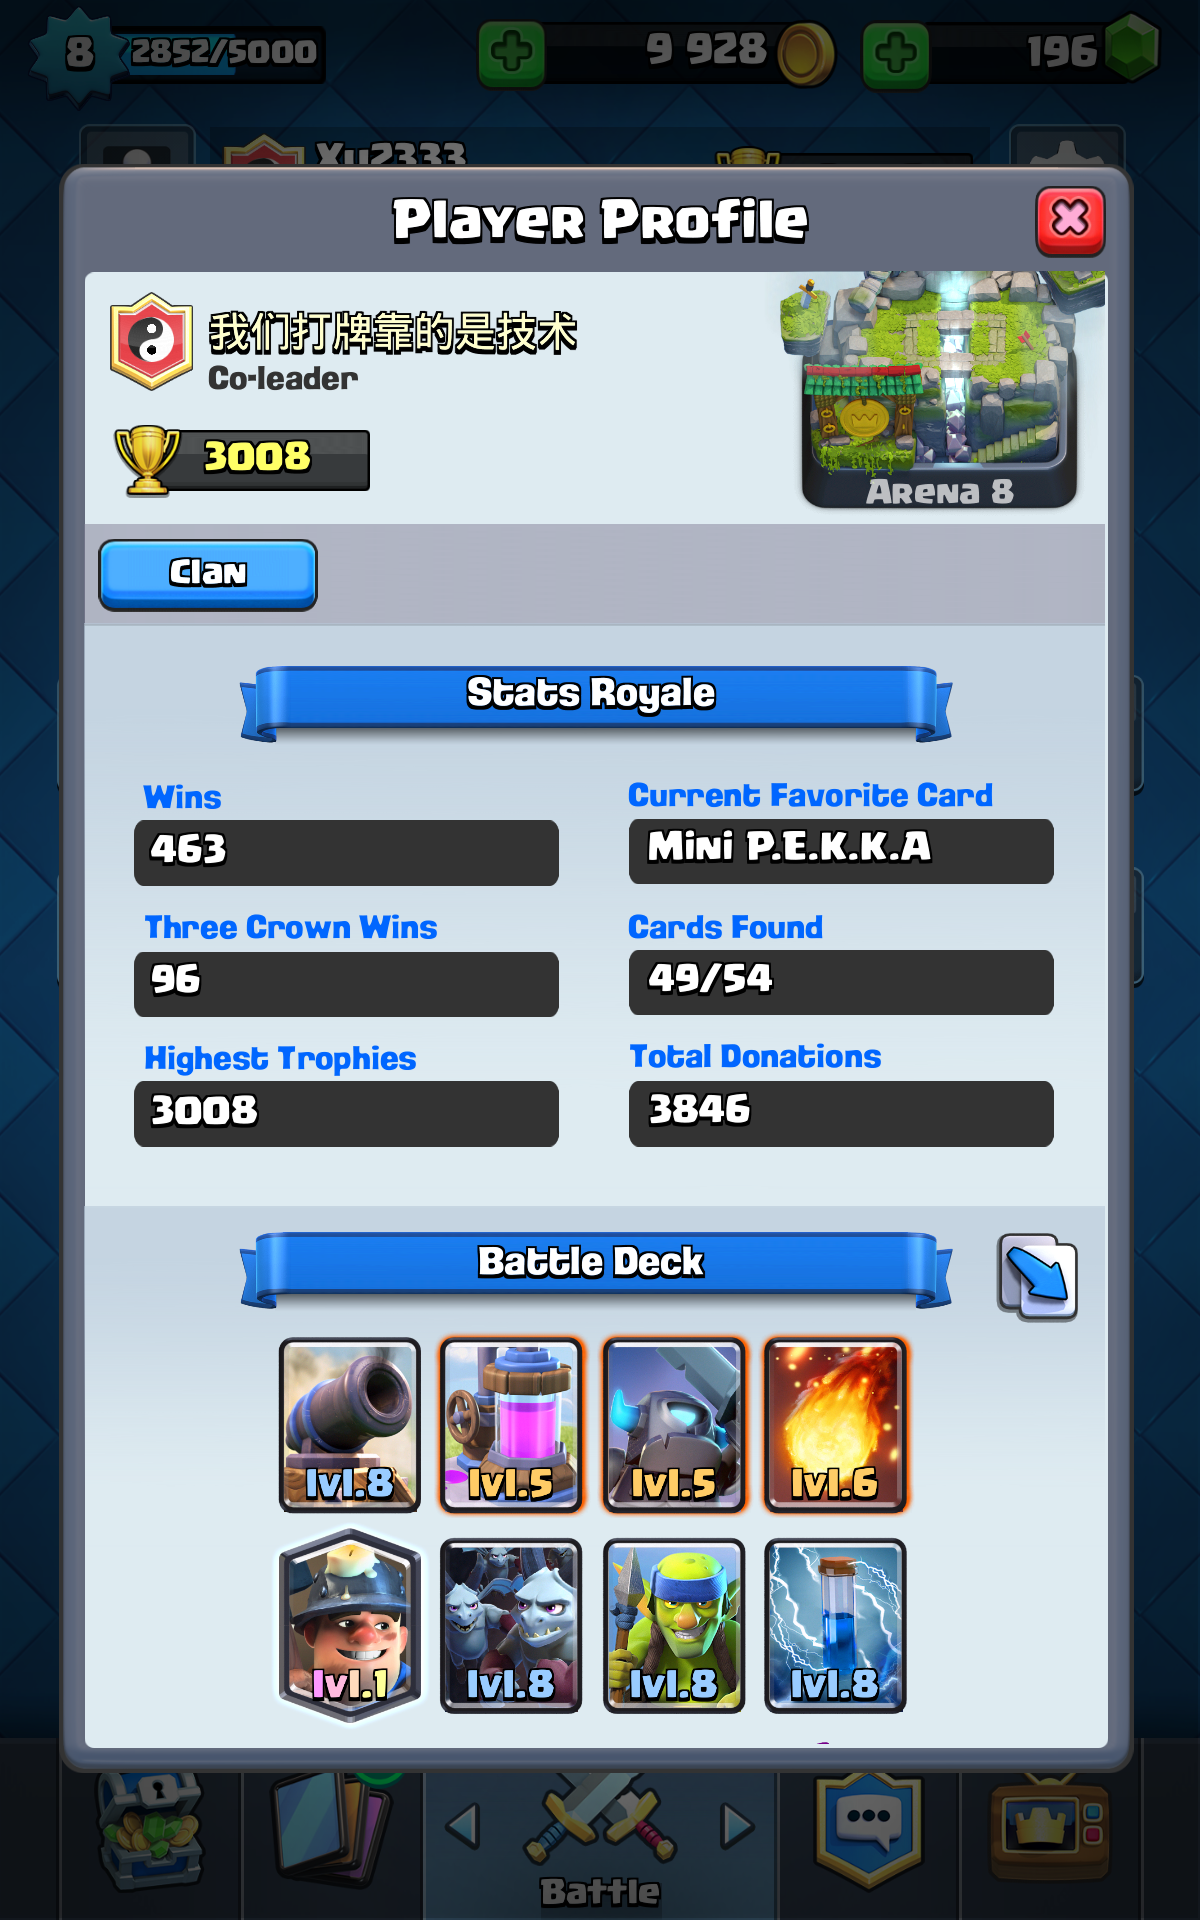 8 2852/5000 9 928 196
Xu2333
Player Profile
我们打牌靠的是技术
Co-leader
3008
Arena 8
Clan
Stats Royale
Wins
463
Current Favorite Card
Mini P.E.K.K.A
Three Crown Wins
96
Cards Found
49/54
Highest Trophies
3008
Total Donations
3846
Battle Deck
lvl.8 lvl.5 lvl.5 lvl.6
lvl.1 lvl.8 lvl.8 lvl.8
Battle